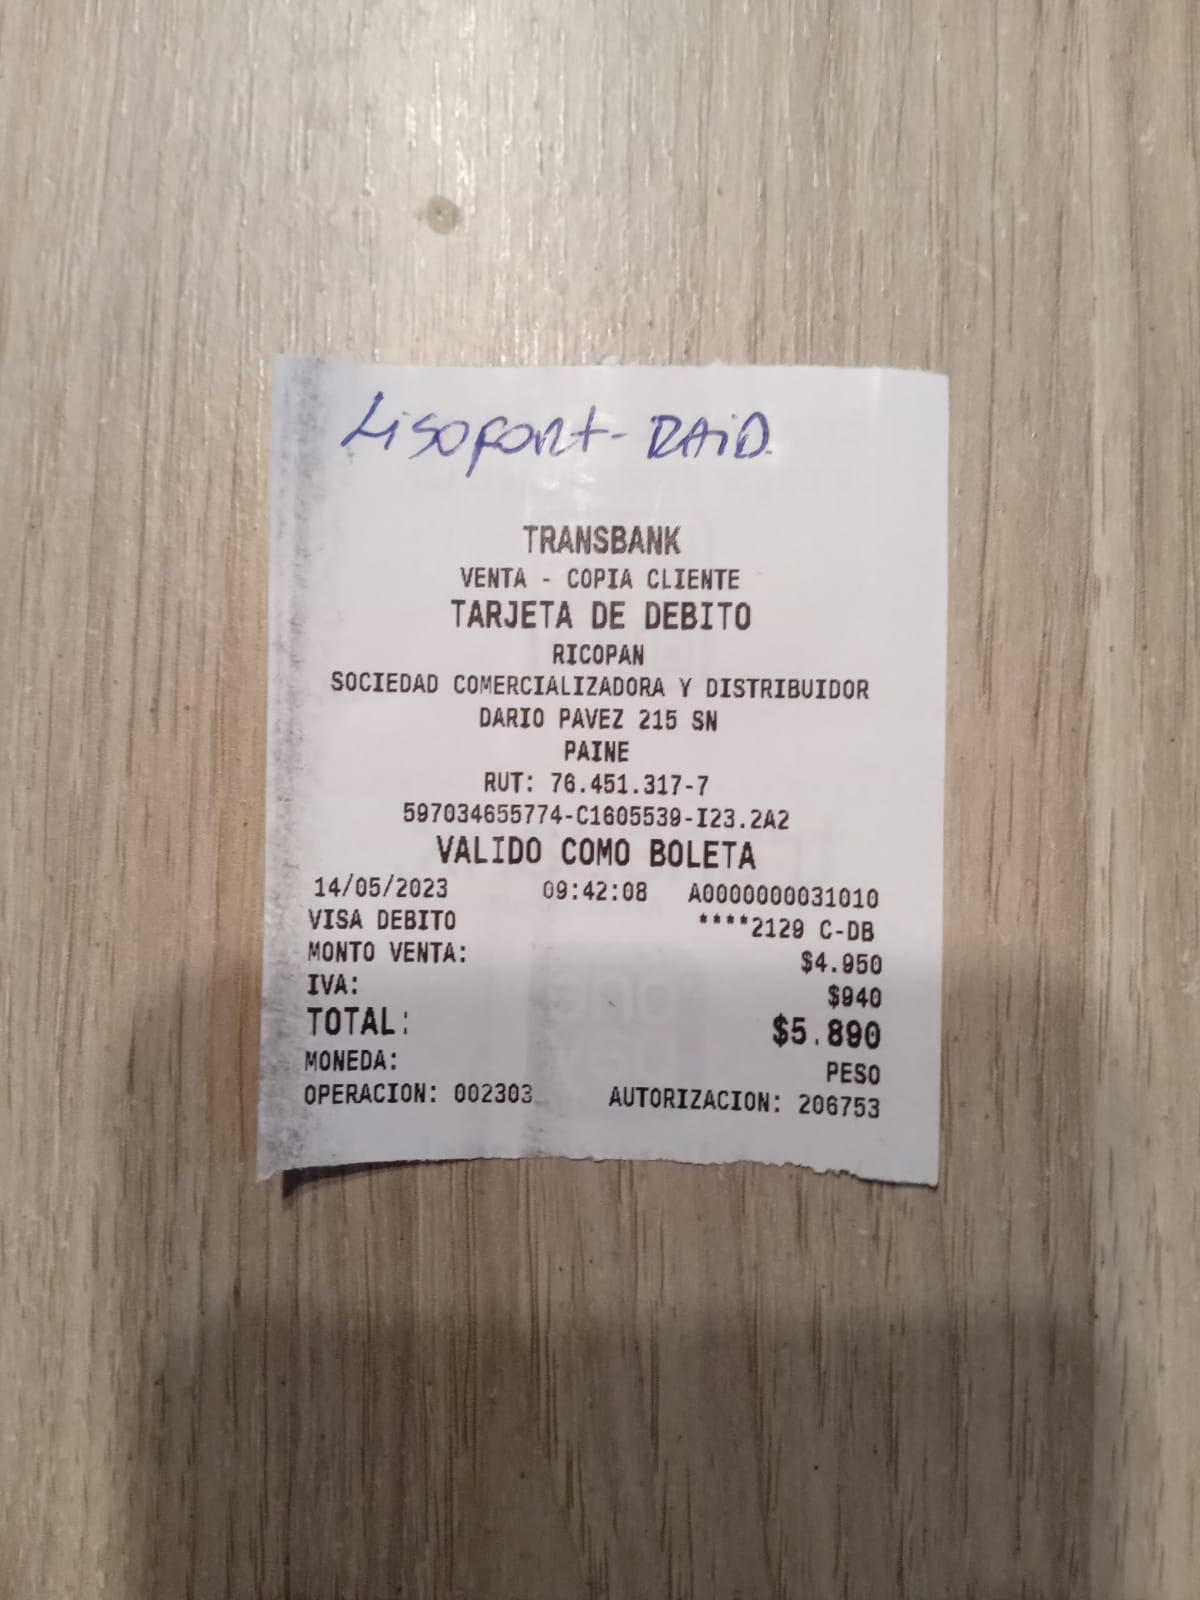 Lisofort - RAID
TRANSBANK
VENTA - COPIA CLIENTE
TARJETA DE DEBITO
RICOPAN
SOCIEDAD COMERCIALIZADORA Y DISTRIBUIDOR
DARIO PAVEZ 215 SN
PAINE
RUT: 76.451.317-7
597034655774-C1605539-I23.2A2
VALIDO COMO BOLETA
14/05/2023 09:42:08 A0000000031010
VISA DEBITO ****2129 C-DB
MONTO VENTA: $4.950
IVA: $940
TOTAL: $5.890
MONEDA: PESO
OPERACION: 002303 AUTORIZACION: 206753